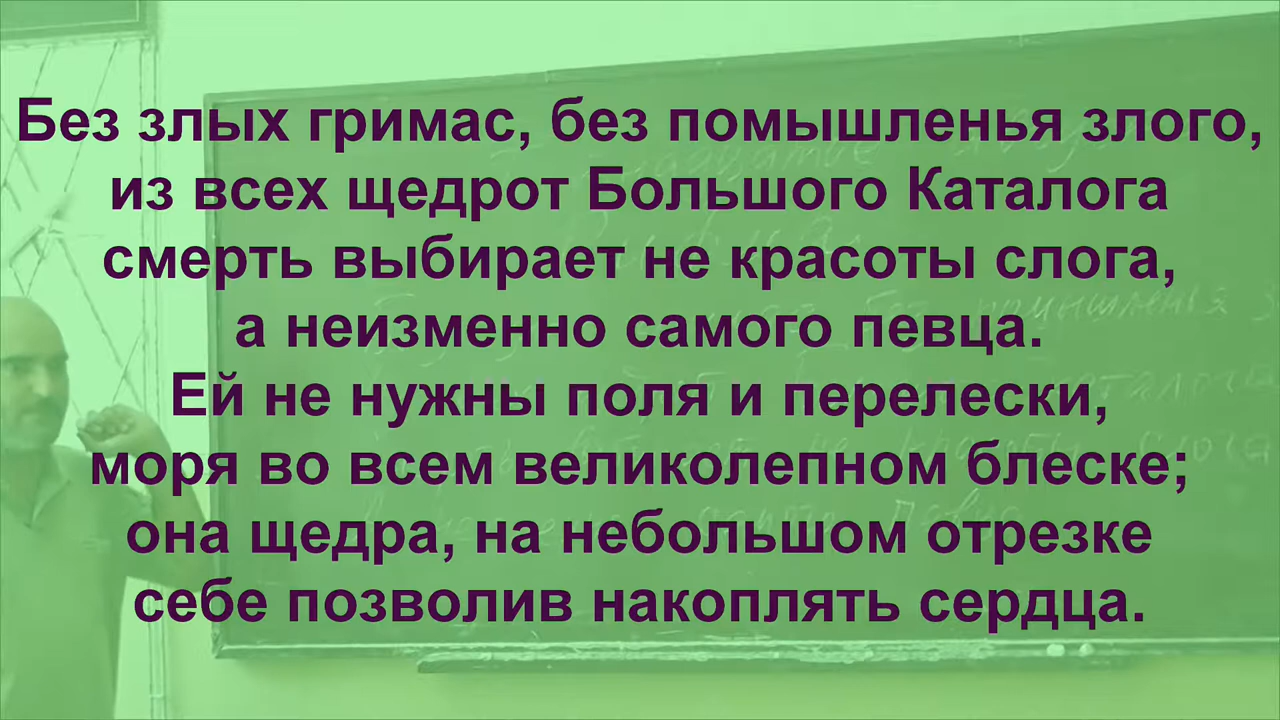 Без злых гримас, без помышленья злого,
из всех щедрот Большого Каталога
смерть выбирает не красоты слога,
а неизменно самого певца.
Ей не нужны поля и перелески,
моря во всем великолепном блеске;
она щедра, на небольшом отрезке
себе позволив накоплять сердца.